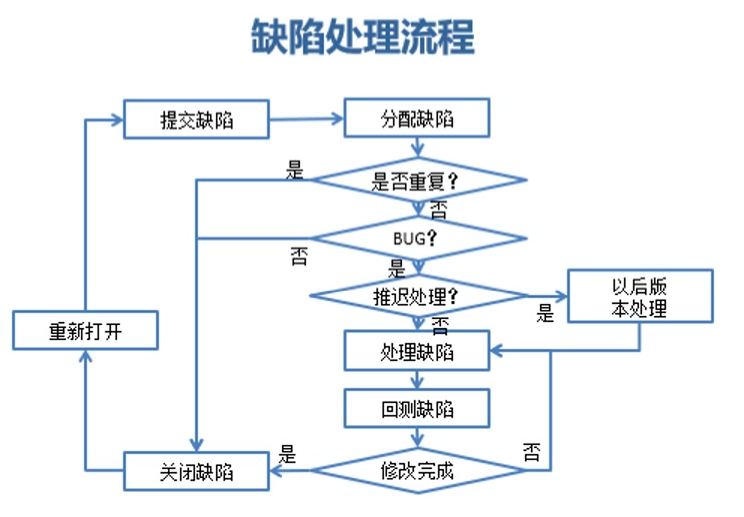 缺陷处理流程
提交缺陷
分配缺陷
是
是否重复？
否
BUG？
否
是
推迟处理？
是
以后版
本处理
否
重新打开
处理缺陷
回测缺陷
是
修改完成
否
关闭缺陷